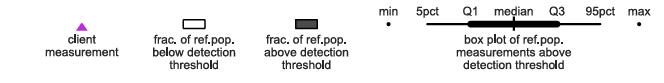 min 5pct Q1 median Q3 95pct max
client measurement
frac. of ref.pop. below detection threshold
frac. of ref.pop. above detection threshold
box plot of ref.pop. measurements above detection threshold